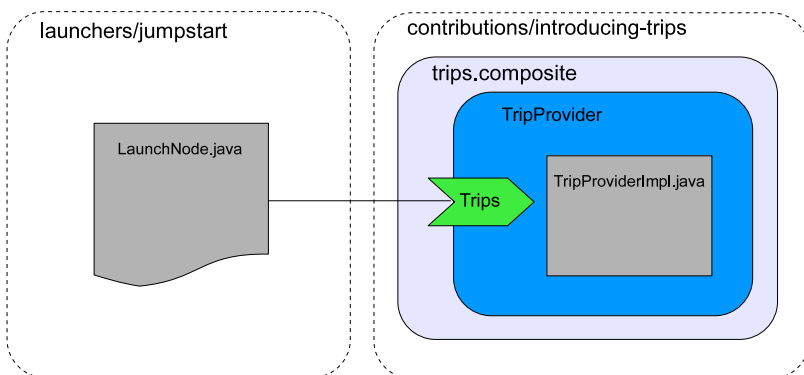 launchers/jumpstart
LaunchNode.java
contributions/introducing-trips
trips.composite
TripProvider
Trips
TripProviderImpl.java